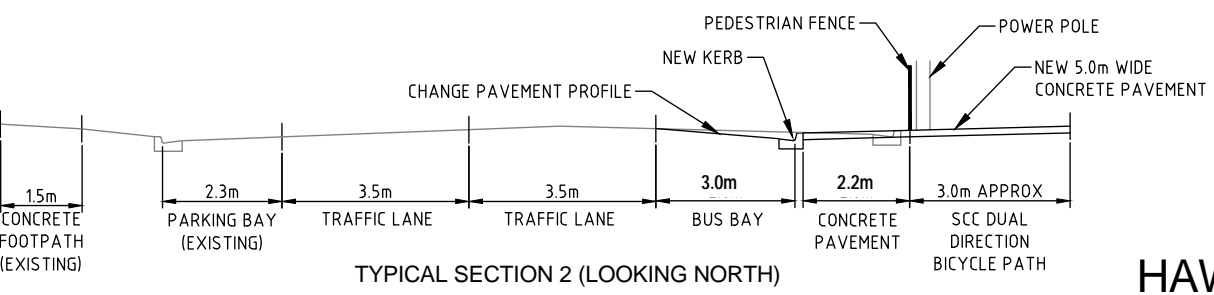 PEDESTRIAN FENCE
POWER POLE
NEW KERB
NEW 5.0m WIDE
CONCRETE PAVEMENT
CHANGE PAVEMENT PROFILE
1.5m
2.3m
3.5m
3.5m
3.0m
2.2m
3.0m APPROX
CONCRETE
FOOTPATH
(EXISTING)
PARKING BAY
(EXISTING)
TRAFFIC LANE
TRAFFIC LANE
BUS BAY
CONCRETE
PAVEMENT
SCC DUAL
DIRECTION
BICYCLE PATH
TYPICAL SECTION 2 (LOOKING NORTH)